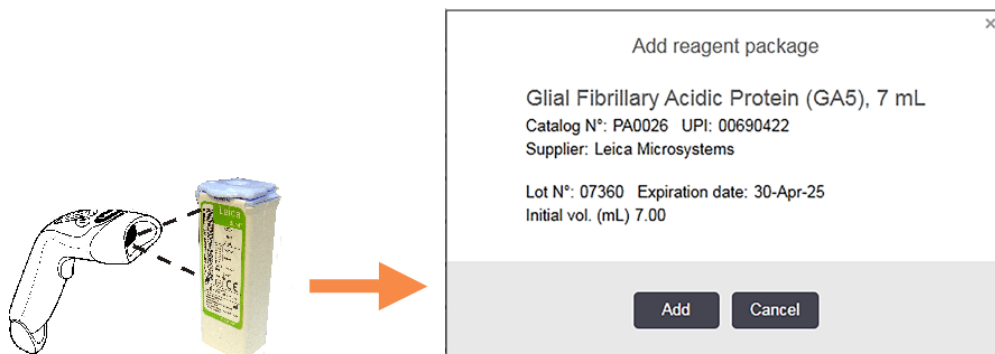 Leica
Add reagent package
Glial Fibrillary Acidic Protein (GA5), 7 mL
Catalog N°: PA0026 UPI: 00690422
Supplier: Leica Microsystems
Lot N°: 07360 Expiration date: 30-Apr-25
Initial vol. (mL) 7.00
Add
Cancel